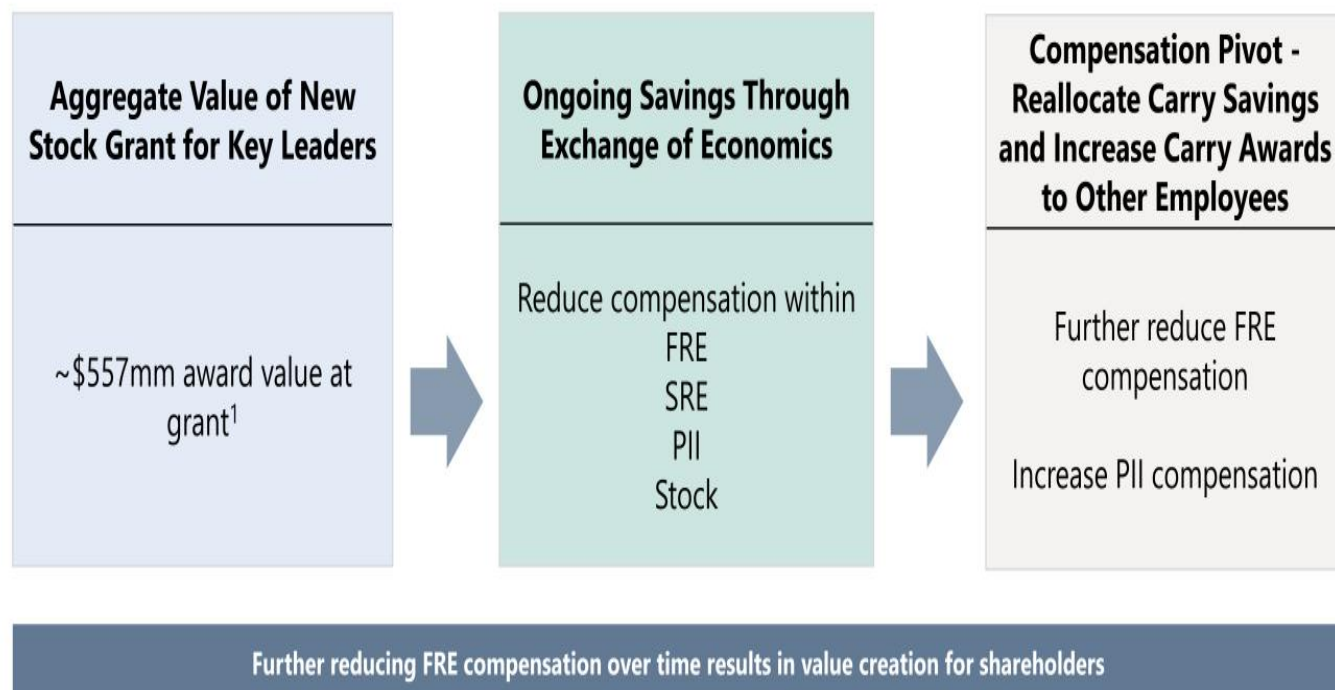 Aggregate Value of New
Stock Grant for Key Leaders
~$557mm award value at
grant¹
Ongoing Savings Through
Exchange of Economics
Reduce compensation within
FRE
SRE
PII
Stock
Compensation Pivot -
Reallocate Carry Savings
and Increase Carry Awards
to Other Employees
Further reduce FRE
compensation
Increase PII compensation
Further reducing FRE compensation over time results in value creation for shareholders